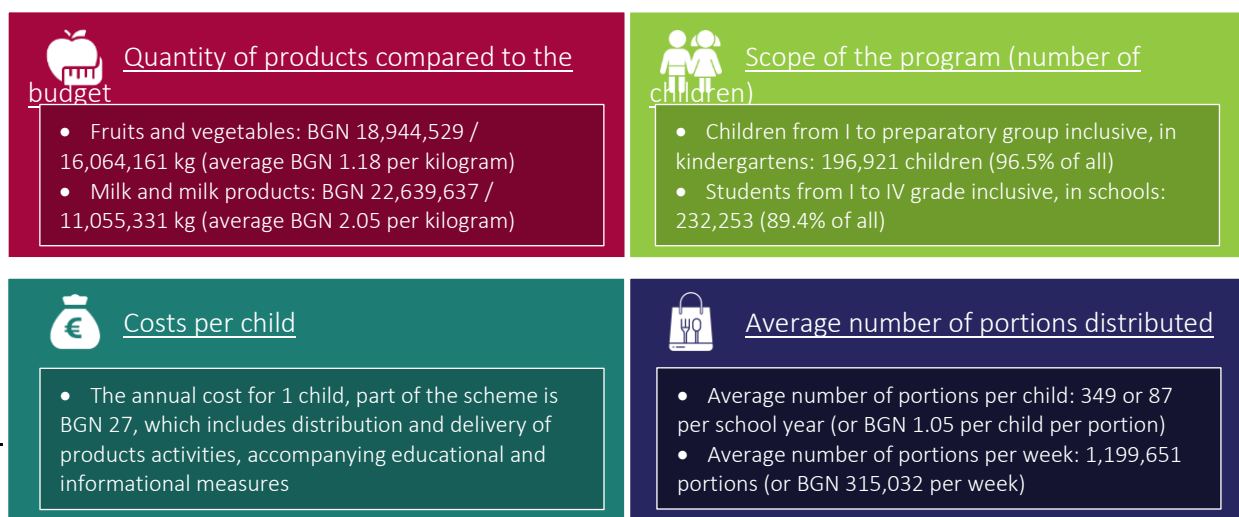 Quantity of products compared to the
budget
• Fruits and vegetables: BGN 18,944,529 /
16,064,161 kg (average BGN 1.18 per kilogram)
• Milk and milk products: BGN 22,639,637 /
11,055,331 kg (average BGN 2.05 per kilogram)
Scope of the program (number of
children)
• Children from I to preparatory group inclusive, in
kindergartens: 196,921 children (96.5% of all)
• Students from I to IV grade inclusive, in schools:
232,253 (89.4% of all)
€
Costs per child
• The annual cost for 1 child, part of the scheme is
BGN 27, which includes distribution and delivery of
products activities, accompanying educational and
informational measures
Average number of portions distributed
• Average number of portions per child: 349 or 87
per school year (or BGN 1.05 per child per portion)
• Average number of portions per week: 1,199,651
portions (or BGN 315,032 per week)